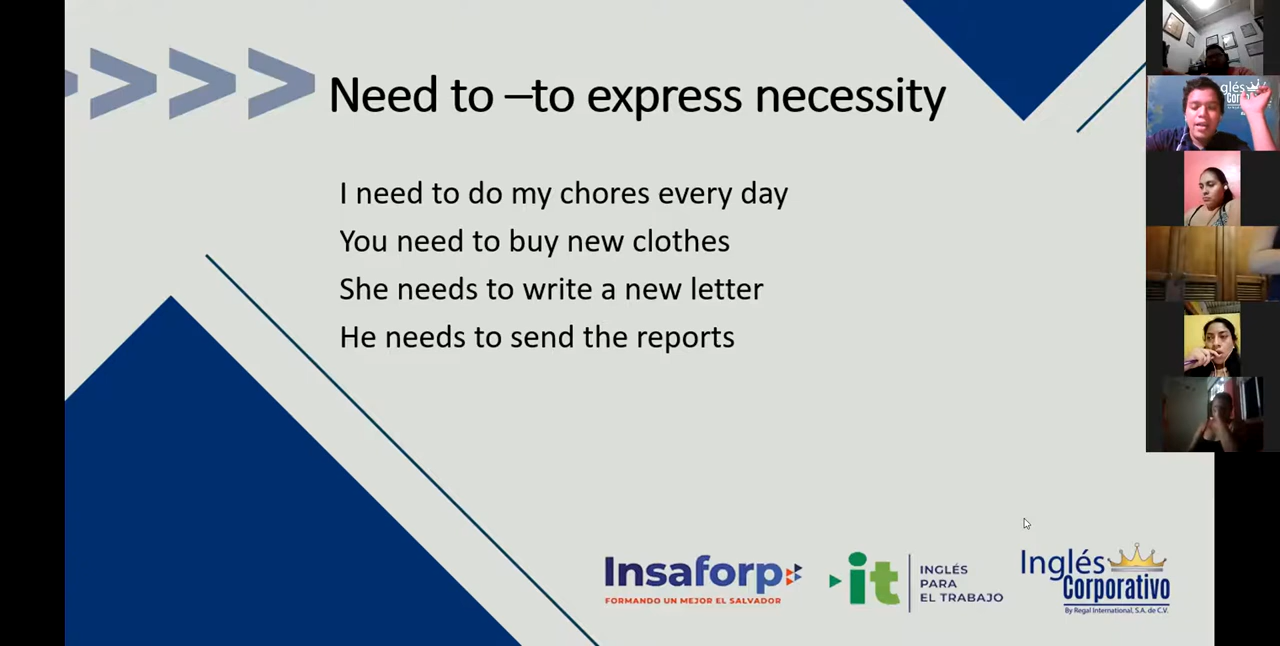 Need to –to express necessity
I need to do my chores every day
You need to buy new clothes
She needs to write a new letter
He needs to send the reports
Insaforp
FORMANDO UN MEJOR EL SALVADOR
it
INGLÉS
PARA
EL TRABAJO
Inglés
Corporativo
By Regal International, S.A. de C.V.